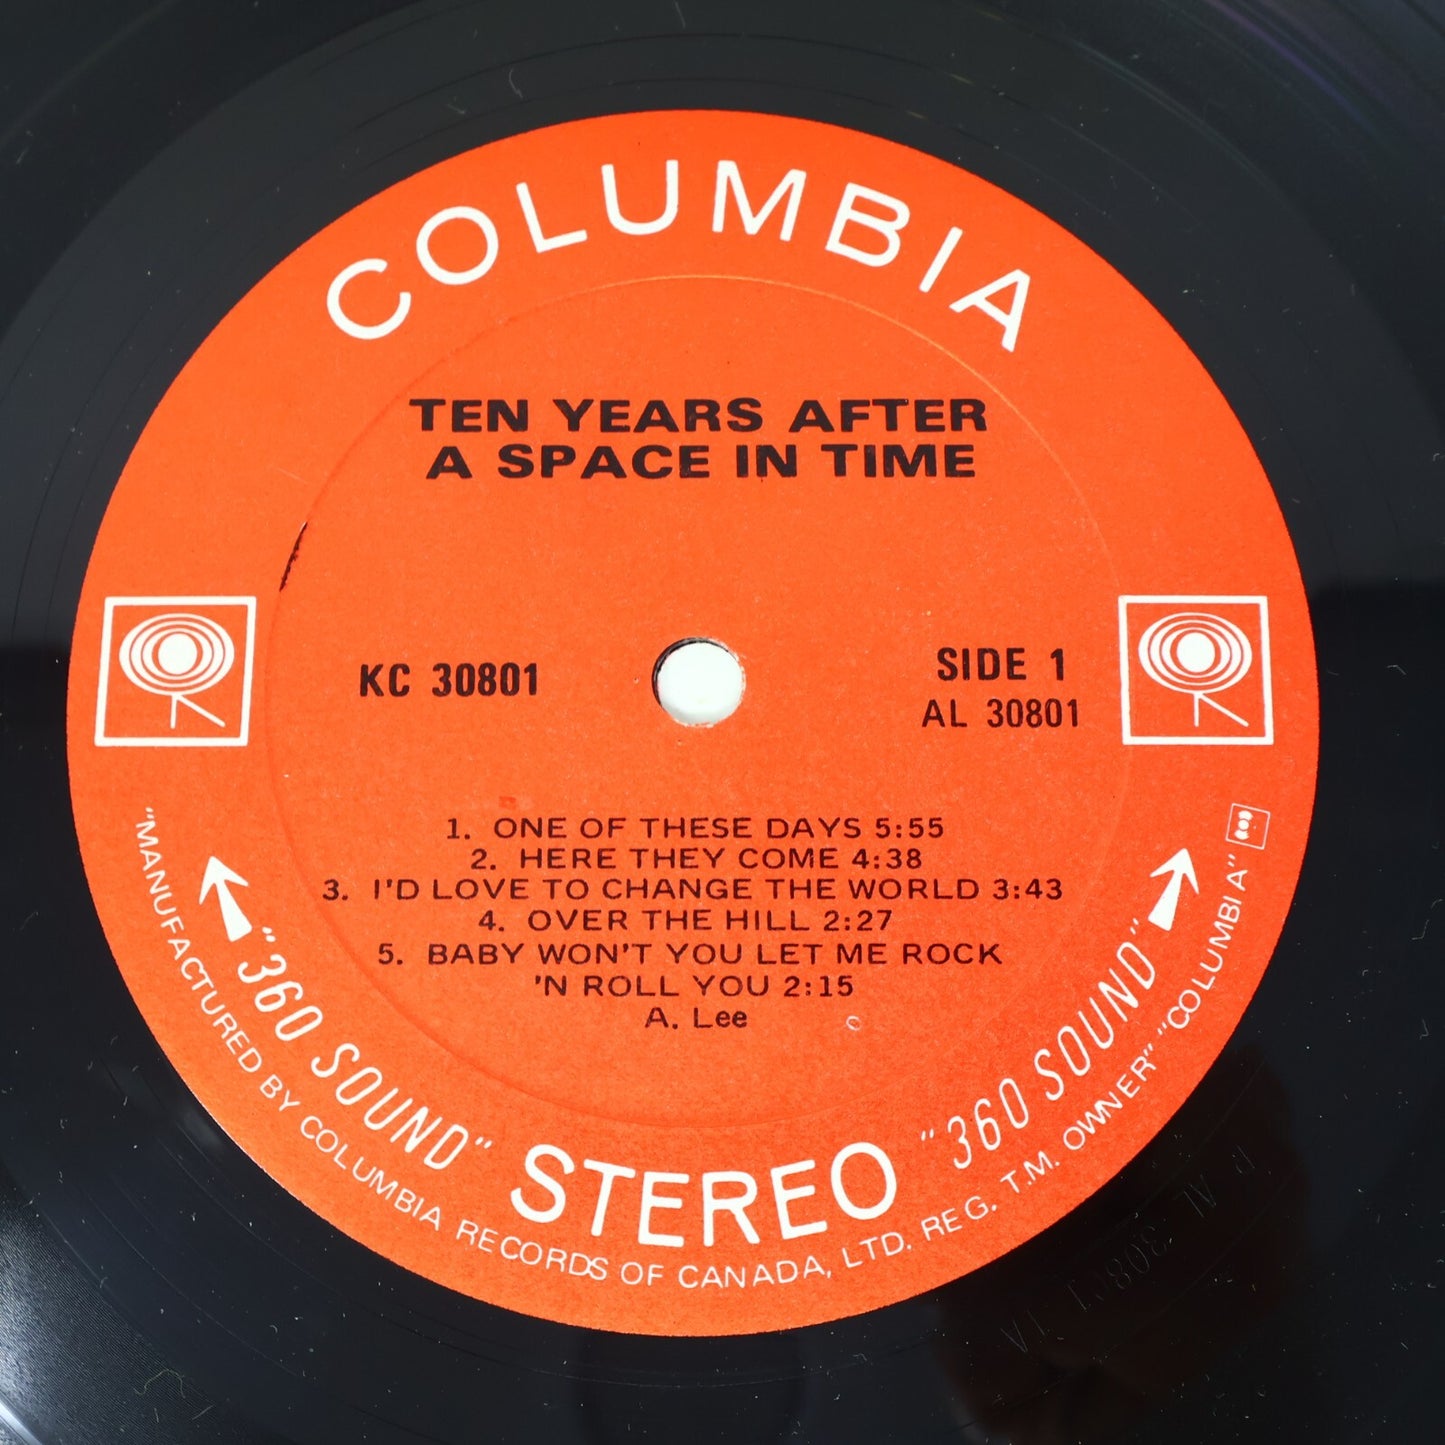 COLUMBIA
TEN YEARS AFTER
A SPACE IN TIME
KC 30801
SIDE 1
AL 30801
1. ONE OF THESE DAYS 5:55
2. HERE THEY COME 4:38
3. I'D LOVE TO CHANGE THE WORLD 3:43
4. OVER THE HILL 2:27
5. BABY WON'T YOU LET ME ROCK
'N ROLL YOU 2:15
A. Lee
"360 SOUND" STEREO "360 SOUND"
"MANUFACTURED BY COLUMBIA RECORDS OF CANADA, LTD. REG. T.M. OWNER" "COLUMBIA"
P AL 30801 1A